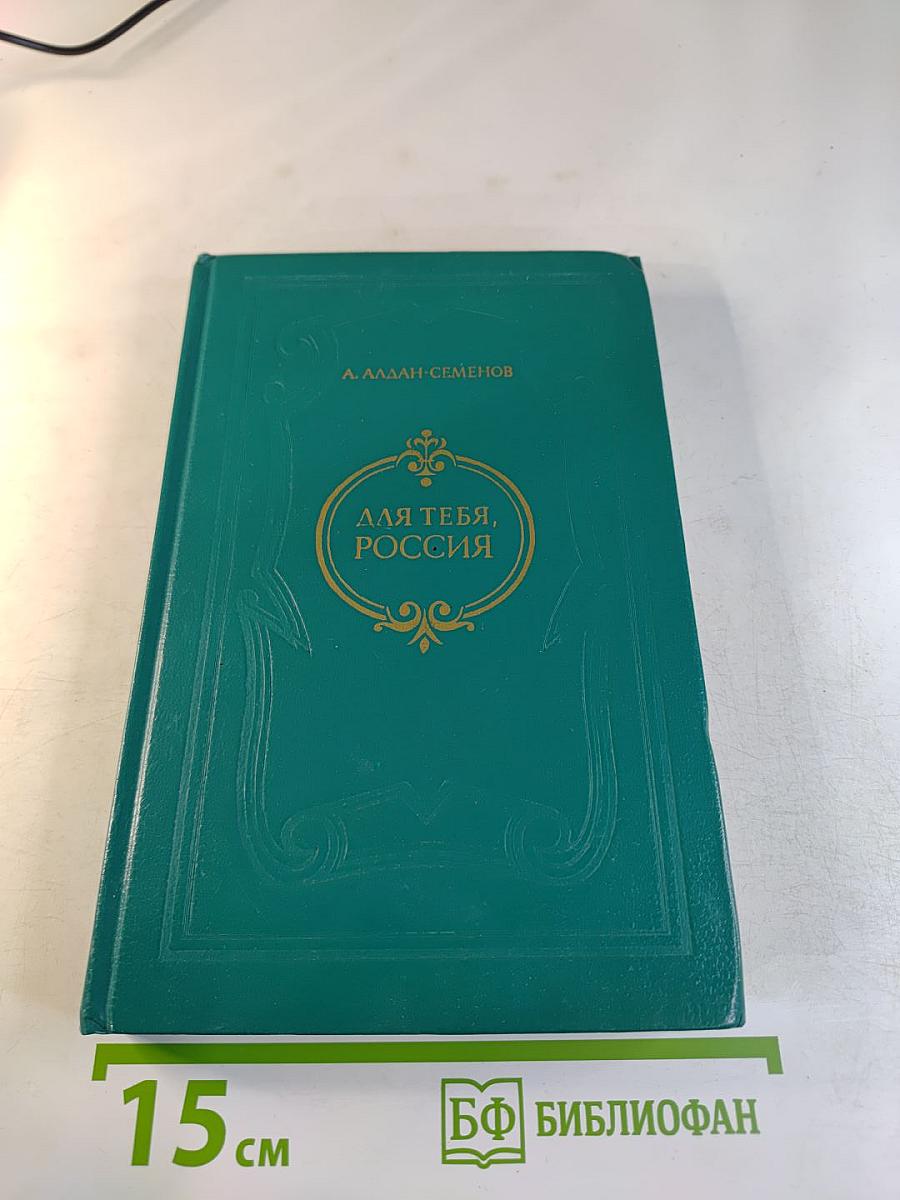 А. АЛДАН-СЕМЕНОВ
ДЛЯ ТЕБЯ,
РОССИЯ
15 см
БФ БИБЛИОФАН